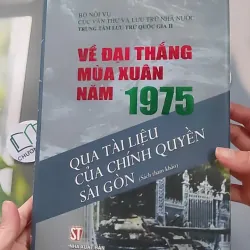 BỘ NỘI VỤ
CỤC VĂN THƯ VÀ LƯU TRỮ NHÀ NƯỚC
TRUNG TÂM LƯU TRỮ QUỐC GIA II
VỀ ĐẠI THẮNG
MÙA XUÂN
NĂM 1975
QUA TÀI LIỆU
CỦA CHÍNH QUYỀN
SÀI GÒN (Sách tham khảo)